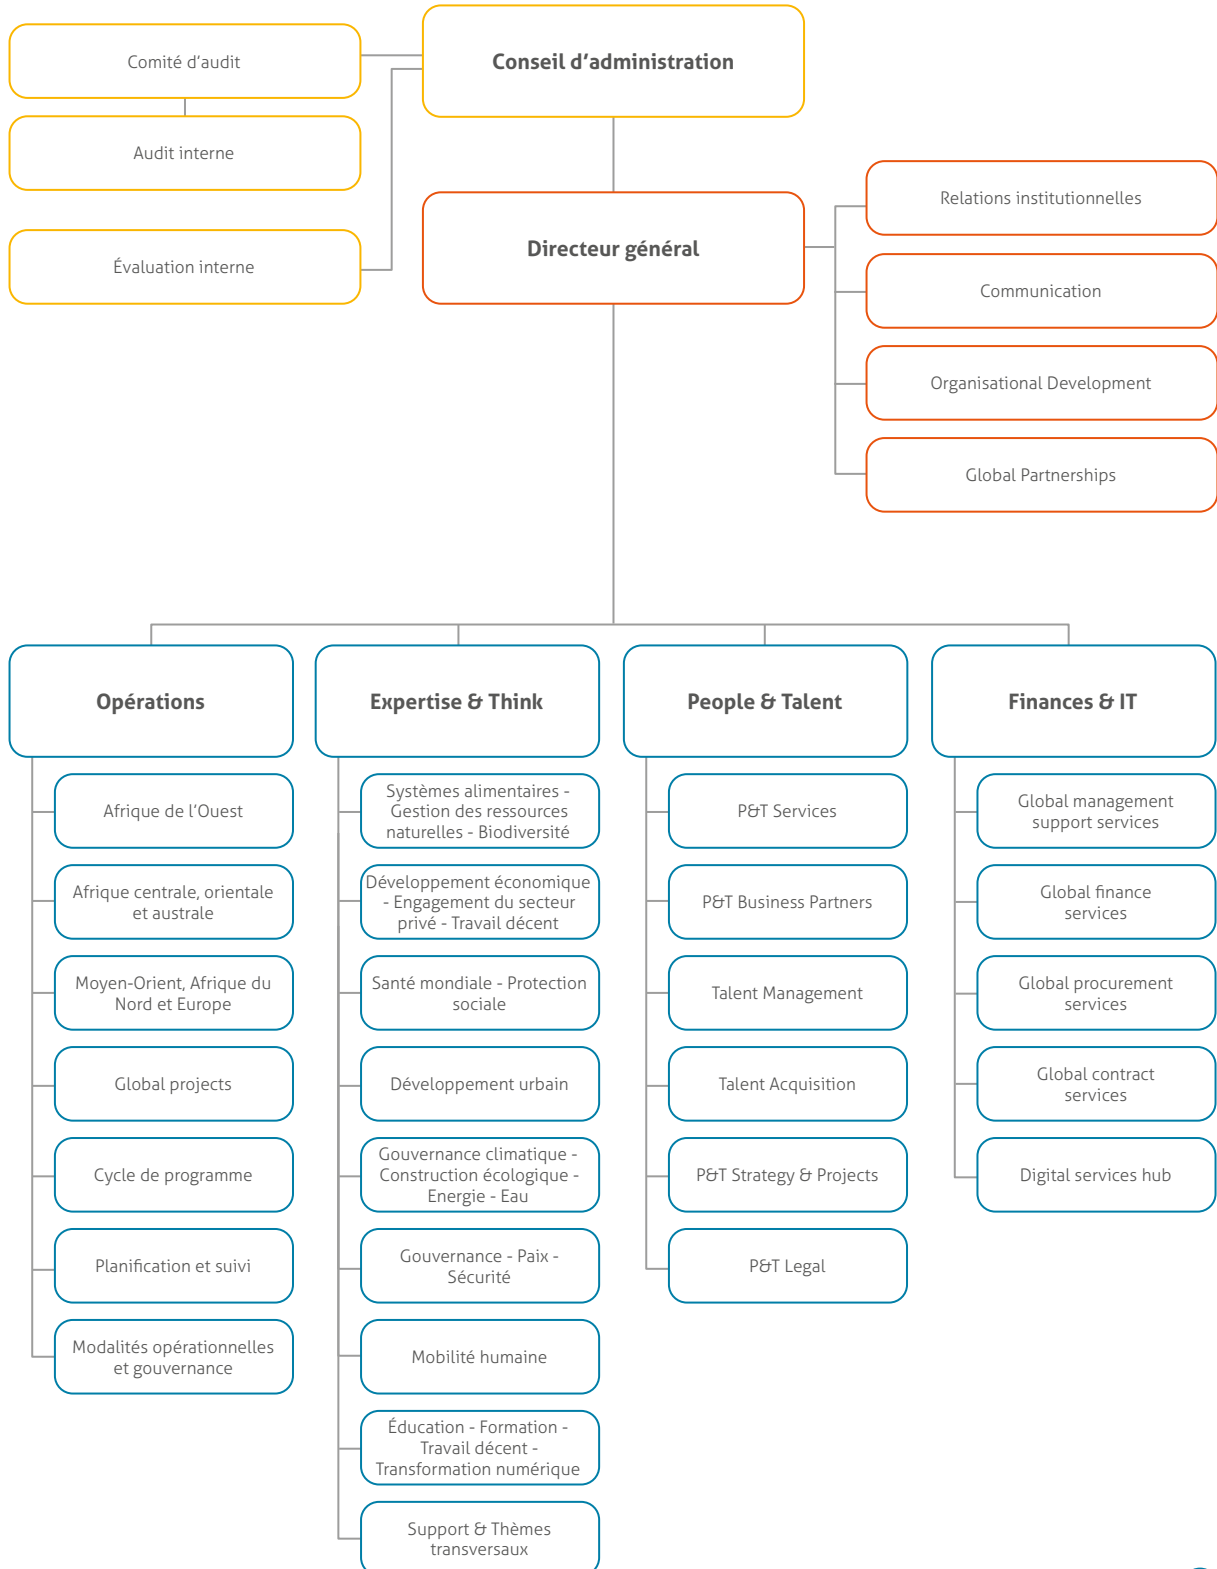 Comité d'audit
Conseil d'administration
Audit interne
Évaluation interne
Directeur général
Relations institutionnelles
Communication
Organisational Development
Global Partnerships
Opérations
Afrique de l'Ouest
Afrique centrale, orientale
et australe
Moyen-Orient, Afrique du
Nord et Europe
Global projects
Cycle de programme
Planification et suivi
Modalités opérationnelles
et gouvernance
Expertise & Think
Systèmes alimentaires -
Gestion des ressources
naturelles - Biodiversité
Développement économique
- Engagement du secteur
privé - Travail décent
Santé mondiale - Protection
sociale
Développement urbain
Gouvernance climatique -
Construction écologique -
Energie - Eau
Gouvernance - Paix -
Sécurité
Mobilité humaine
Éducation - Formation -
Travail décent -
Transformation numérique
Support & Thèmes
transversaux
People & Talent
P&T Services
P&T Business Partners
Talent Management
Talent Acquisition
P&T Strategy & Projects
P&T Legal
Finances & IT
Global management
support services
Global finance
services
Global procurement
services
Global contract
services
Digital services hub